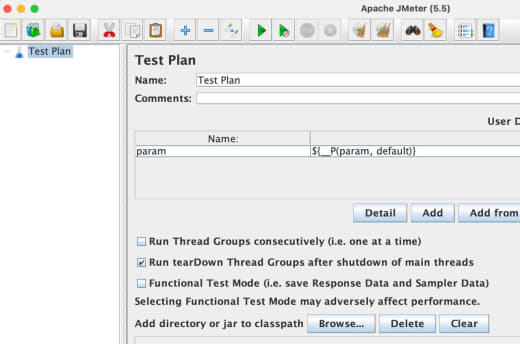 Apache JMeter (5.5)
Test Plan
Test Plan
Name: Test Plan
Comments:
User D
Name:
param ${__P(param, default)}
Detail Add Add from
Run Thread Groups consecutively (i.e. one at a time)
Run tearDown Thread Groups after shutdown of main threads
Functional Test Mode (i.e. save Response Data and Sampler Data)
Selecting Functional Test Mode may adversely affect performance.
Add directory or jar to classpath Browse... Delete Clear